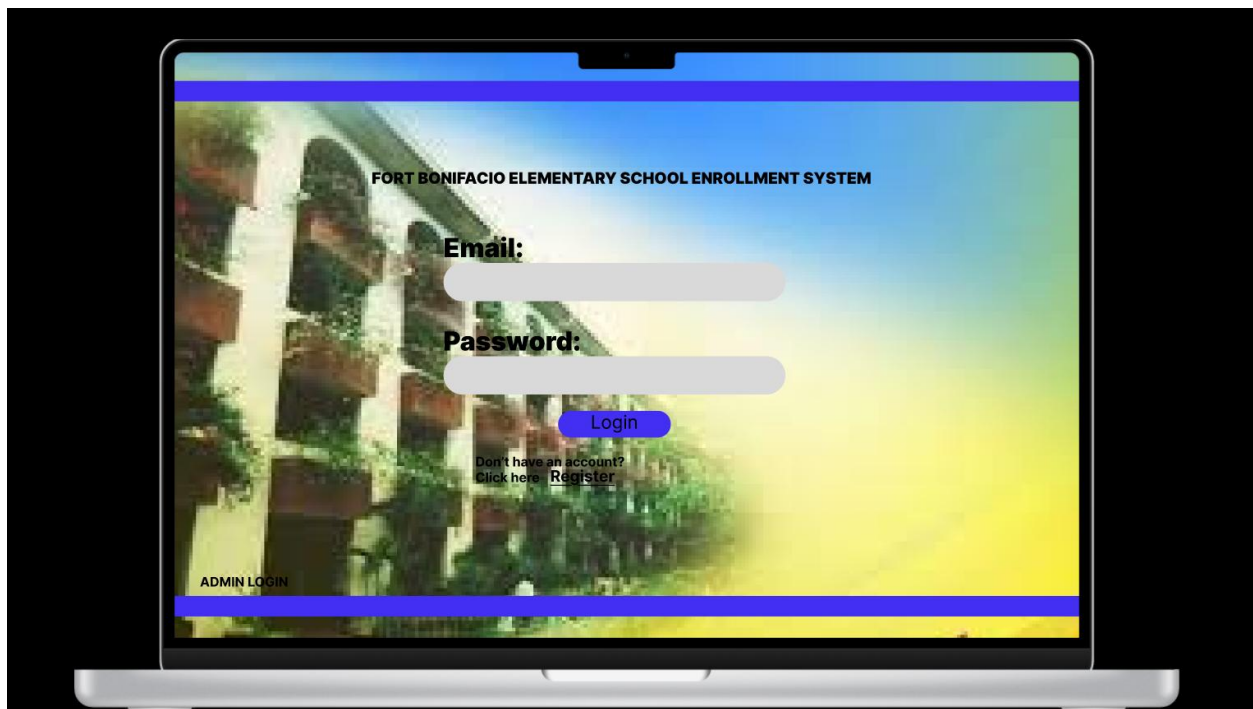 FORT BONIFACIO ELEMENTARY SCHOOL ENROLLMENT SYSTEM
Email:
Password:
Login
Don't have an account?
Click here Register
ADMIN LOGIN